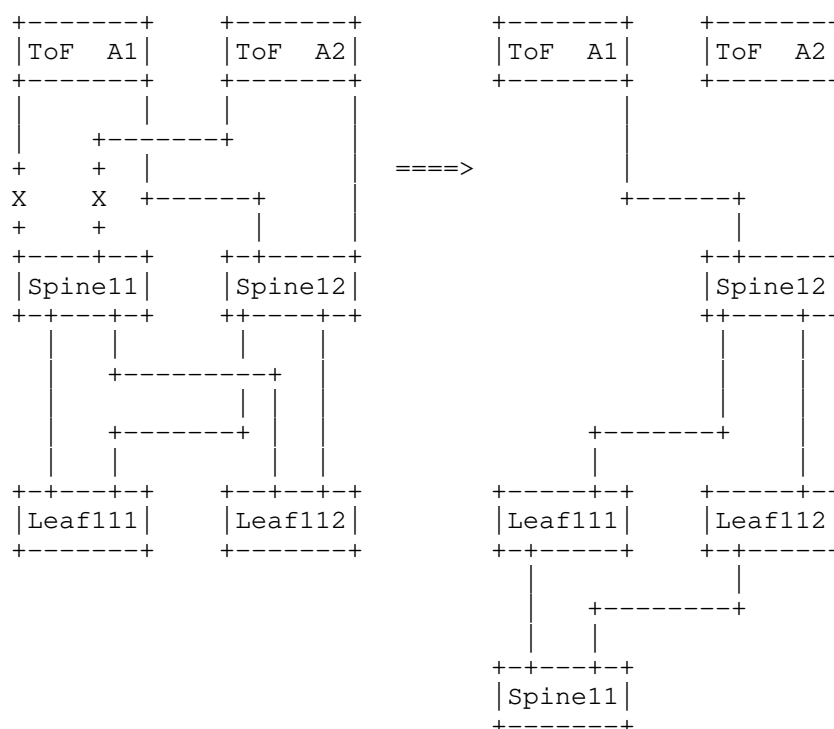 ToF A1 ToF A2 ToF A1 ToF A2
====>
X X
Spine11 Spine12 Spine12
Leaf111 Leaf112 Leaf111 Leaf112
Spine11